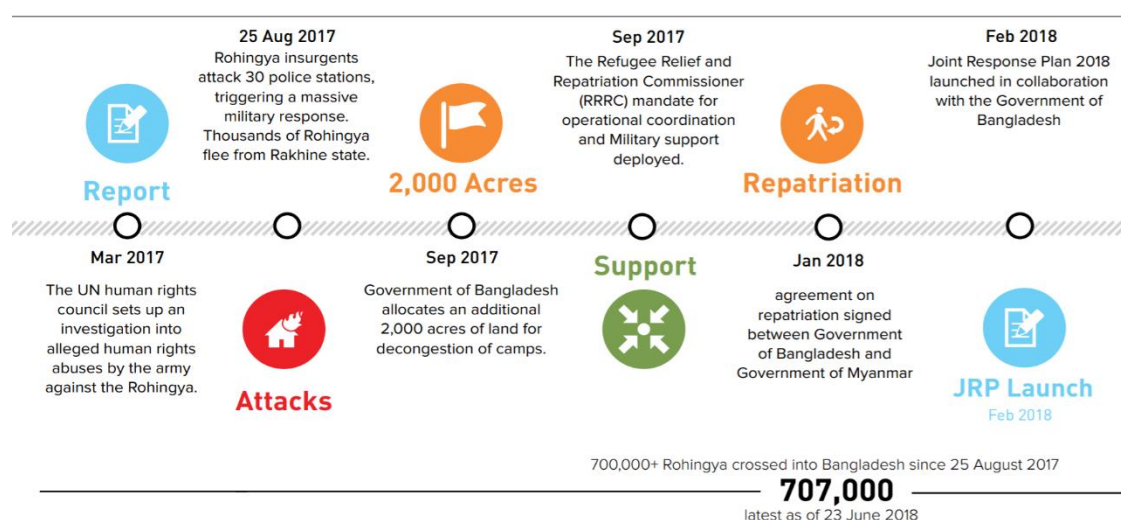 25 Aug 2017
Rohingya insurgents
attack 30 police stations,
triggering a massive
military response.
Thousands of Rohingya
flee from Rakhine state.
Sep 2017
The Refugee Relief and
Repatriation Commissioner
(RRRC) mandate for
operational coordination
and Military support
deployed.
Feb 2018
Joint Response Plan 2018
launched in collaboration
with the Government of
Bangladesh
Report
2,000 Acres
Repatriation
Mar 2017
The UN human rights
council sets up an
investigation into
alleged human rights
abuses by the army
against the Rohingya.
Attacks
Sep 2017
Government of Bangladesh
allocates an additional
2,000 acres of land for
decongestion of camps.
Support
Jan 2018
agreement on
repatriation signed
between Government
of Bangladesh and
Government of Myanmar
JRP Launch
Feb 2018
700,000+ Rohingya crossed into Bangladesh since 25 August 2017
707,000
latest as of 23 June 2018